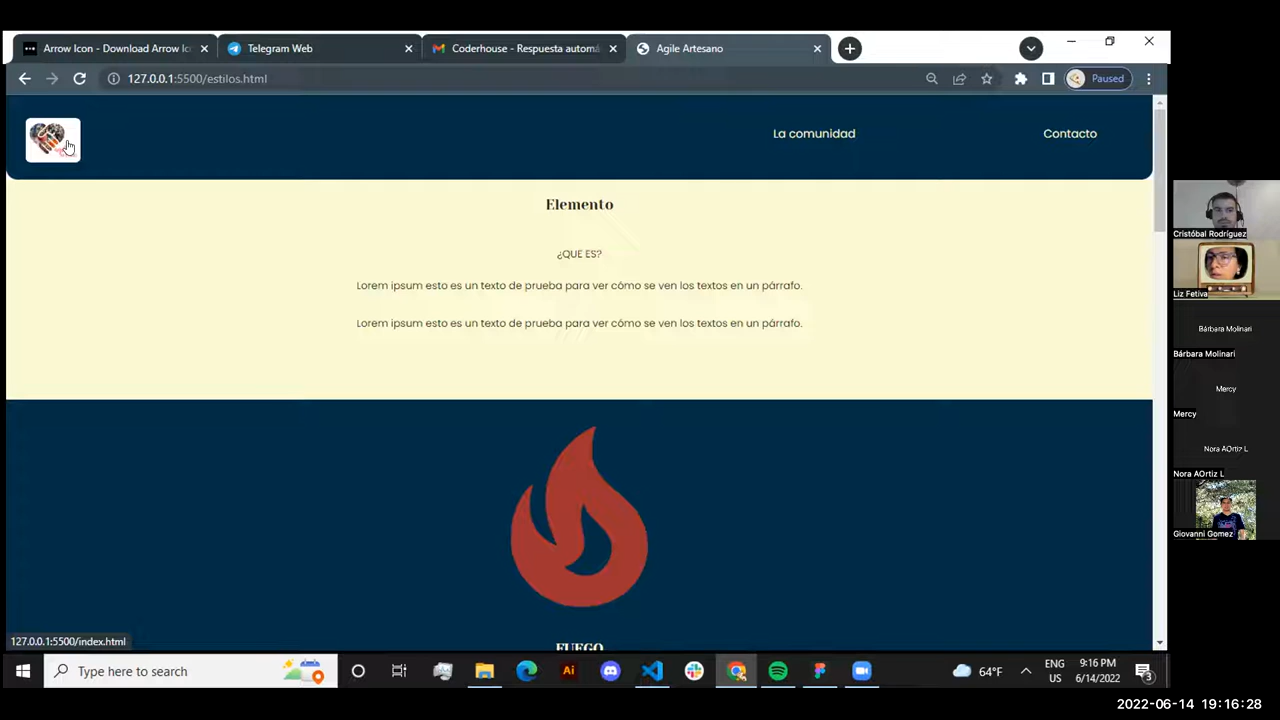 Arrow Icon - Download Arrow Ic
Telegram Web
Coderhouse - Respuesta automá
Agile Artesano
127.0.0.1:5500/estilos.html
Paused
La comunidad
Contacto
Elemento
¿QUE ES?
Lorem ipsum esto es un texto de prueba para ver cómo se ven los textos en un párrafo.
Lorem ipsum esto es un texto de prueba para ver cómo se ven los textos en un párrafo.
FUEGO
127.0.0.1:5500/index.html
Cristóbal Rodríguez
Liz Fetiva
Bárbara Molinari
Bárbara Molinari
Mercy
Mercy
Nora AOrtiz L
Nora AOrtiz L
Giovanni Gomez
Type here to search
Ai
64°F
ENG
US
9:16 PM
6/14/2022
3
2022-06-14 19:16:28